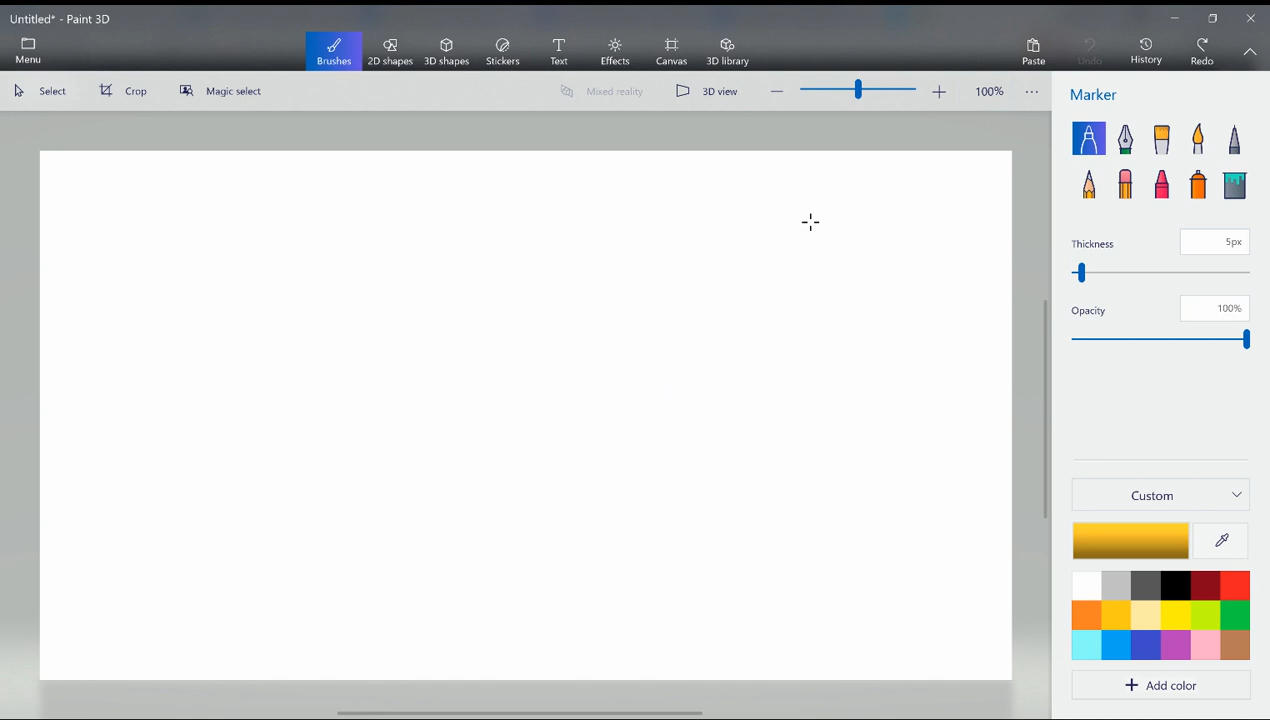 Untitled* - Paint 3D
Menu
Brushes 2D shapes 3D shapes Stickers Text Effects Canvas 3D library Paste Undo History Redo
Select Crop Magic select Mixed reality 3D view 100%
Marker
Thickness 5px
Opacity 100%
Custom
Add color